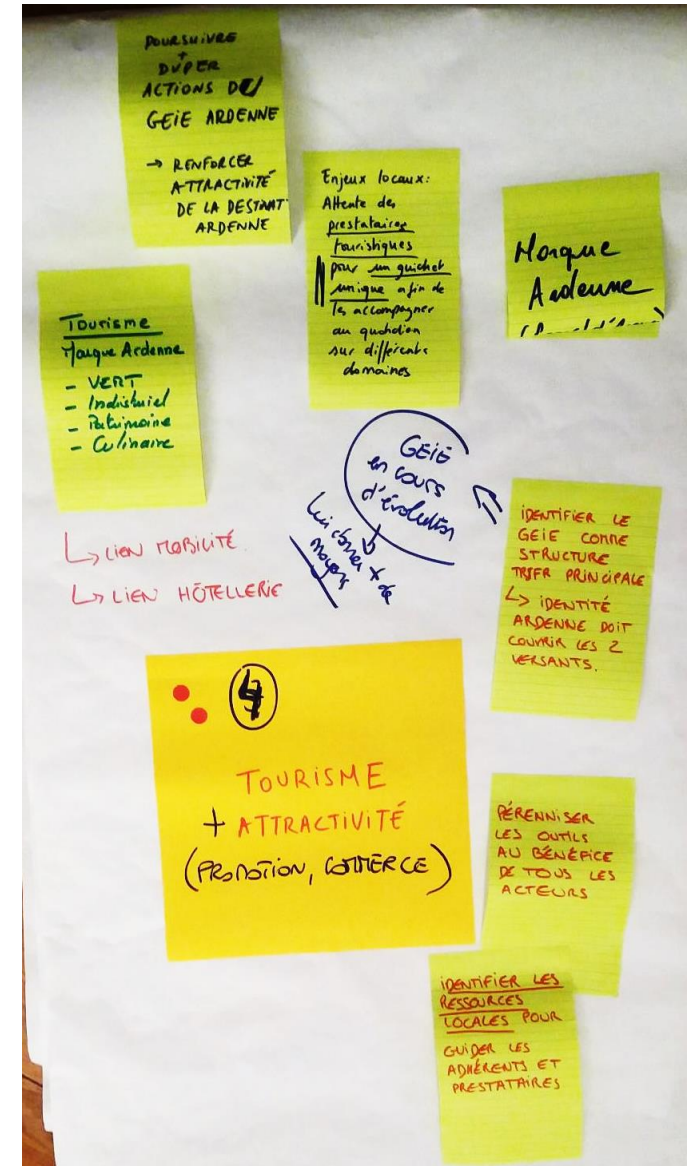 POURSUIVRE
+
DUPER
ACTIONS DU
GEIE ARDENNE
→ RENFORCER
ATTRACTIVITÉ
DE LA DESTINAT
ARDENNE
Enjeux locaux:
Attente des
prestataires
touristiques
pour un guichet
unique afin de
les accompagner
au quotidien
sur différents
domaines
Marque
Ardenne
Tourisme
Marque Ardenne
- VERT
- Industriel
- Patrimoine
- Culinaire
↳ LIEN MOBILITÉ
↳ LIEN HÔTELLERIE
GEIE
en cours
d'évolution
Lui donner + de
moyens
IDENTIFIER LE
GEIE COMME
STRUCTURE
TRSFR PRINCIPALE
↳ IDENTITÉ
ARDENNE DOIT
COUVRIR LES 2
VERSANTS.
4
TOURISME
+ ATTRACTIVITÉ
(PROMOTION, COMMERCE)
PÉRENNISER
LES OUTILS
AU BÉNÉFICE
DE TOUS LES
ACTEURS
IDENTIFIER LES
RESSOURCES
LOCALES POUR
GUIDER LES
ADHÉRENTS ET
PRESTATAIRES